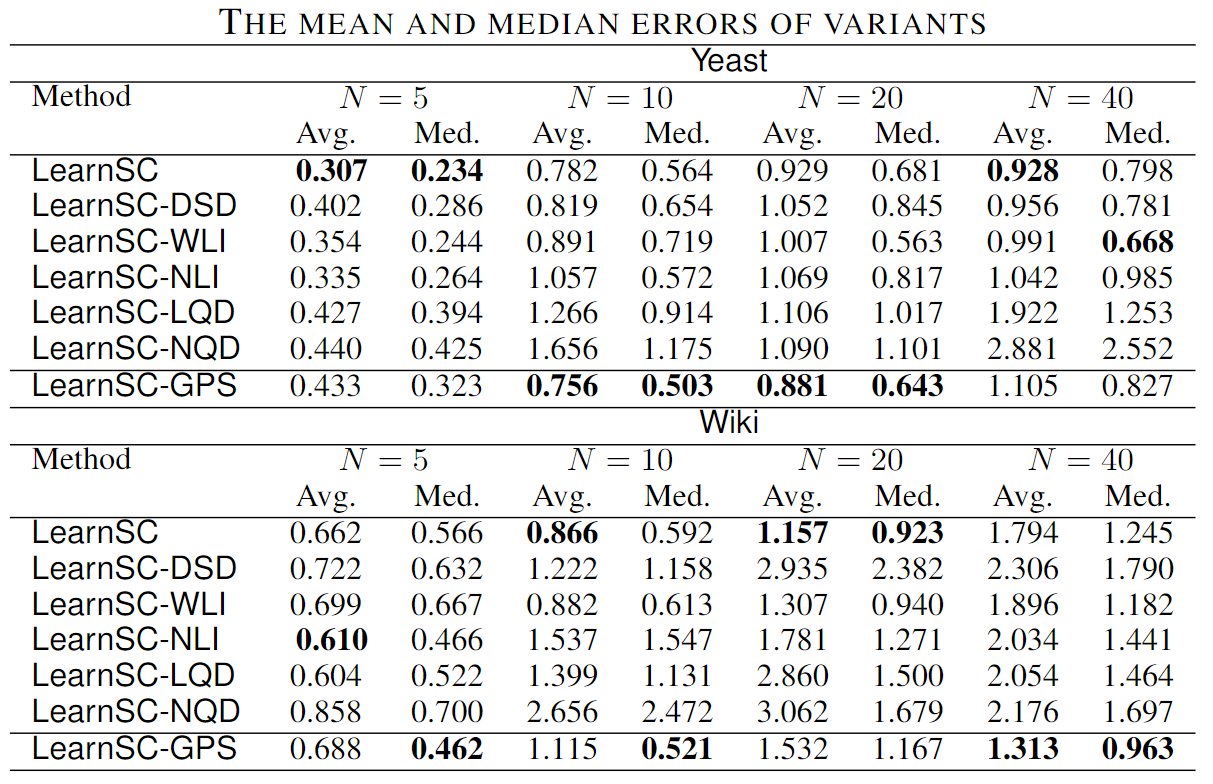 THE MEAN AND MEDIAN ERRORS OF VARIANTS
Yeast
Method N = 5 N = 10 N = 20 N = 40
Avg. Med. Avg. Med. Avg. Med. Avg. Med.
LearnSC 0.307 0.234 0.782 0.564 0.929 0.681 0.928 0.798
LearnSC-DSD 0.402 0.286 0.819 0.654 1.052 0.845 0.956 0.781
LearnSC-WLI 0.354 0.244 0.891 0.719 1.007 0.563 0.991 0.668
LearnSC-NLI 0.335 0.264 1.057 0.572 1.069 0.817 1.042 0.985
LearnSC-LQD 0.427 0.394 1.266 0.914 1.106 1.017 1.922 1.253
LearnSC-NQD 0.440 0.425 1.656 1.175 1.090 1.101 2.881 2.552
LearnSC-GPS 0.433 0.323 0.756 0.503 0.881 0.643 1.105 0.827
Wiki
Method N = 5 N = 10 N = 20 N = 40
Avg. Med. Avg. Med. Avg. Med. Avg. Med.
LearnSC 0.662 0.566 0.866 0.592 1.157 0.923 1.794 1.245
LearnSC-DSD 0.722 0.632 1.222 1.158 2.935 2.382 2.306 1.790
LearnSC-WLI 0.699 0.667 0.882 0.613 1.307 0.940 1.896 1.182
LearnSC-NLI 0.610 0.466 1.537 1.547 1.781 1.271 2.034 1.441
LearnSC-LQD 0.604 0.522 1.399 1.131 2.860 1.500 2.054 1.464
LearnSC-NQD 0.858 0.700 2.656 2.472 3.062 1.679 2.176 1.697
LearnSC-GPS 0.688 0.462 1.115 0.521 1.532 1.167 1.313 0.963